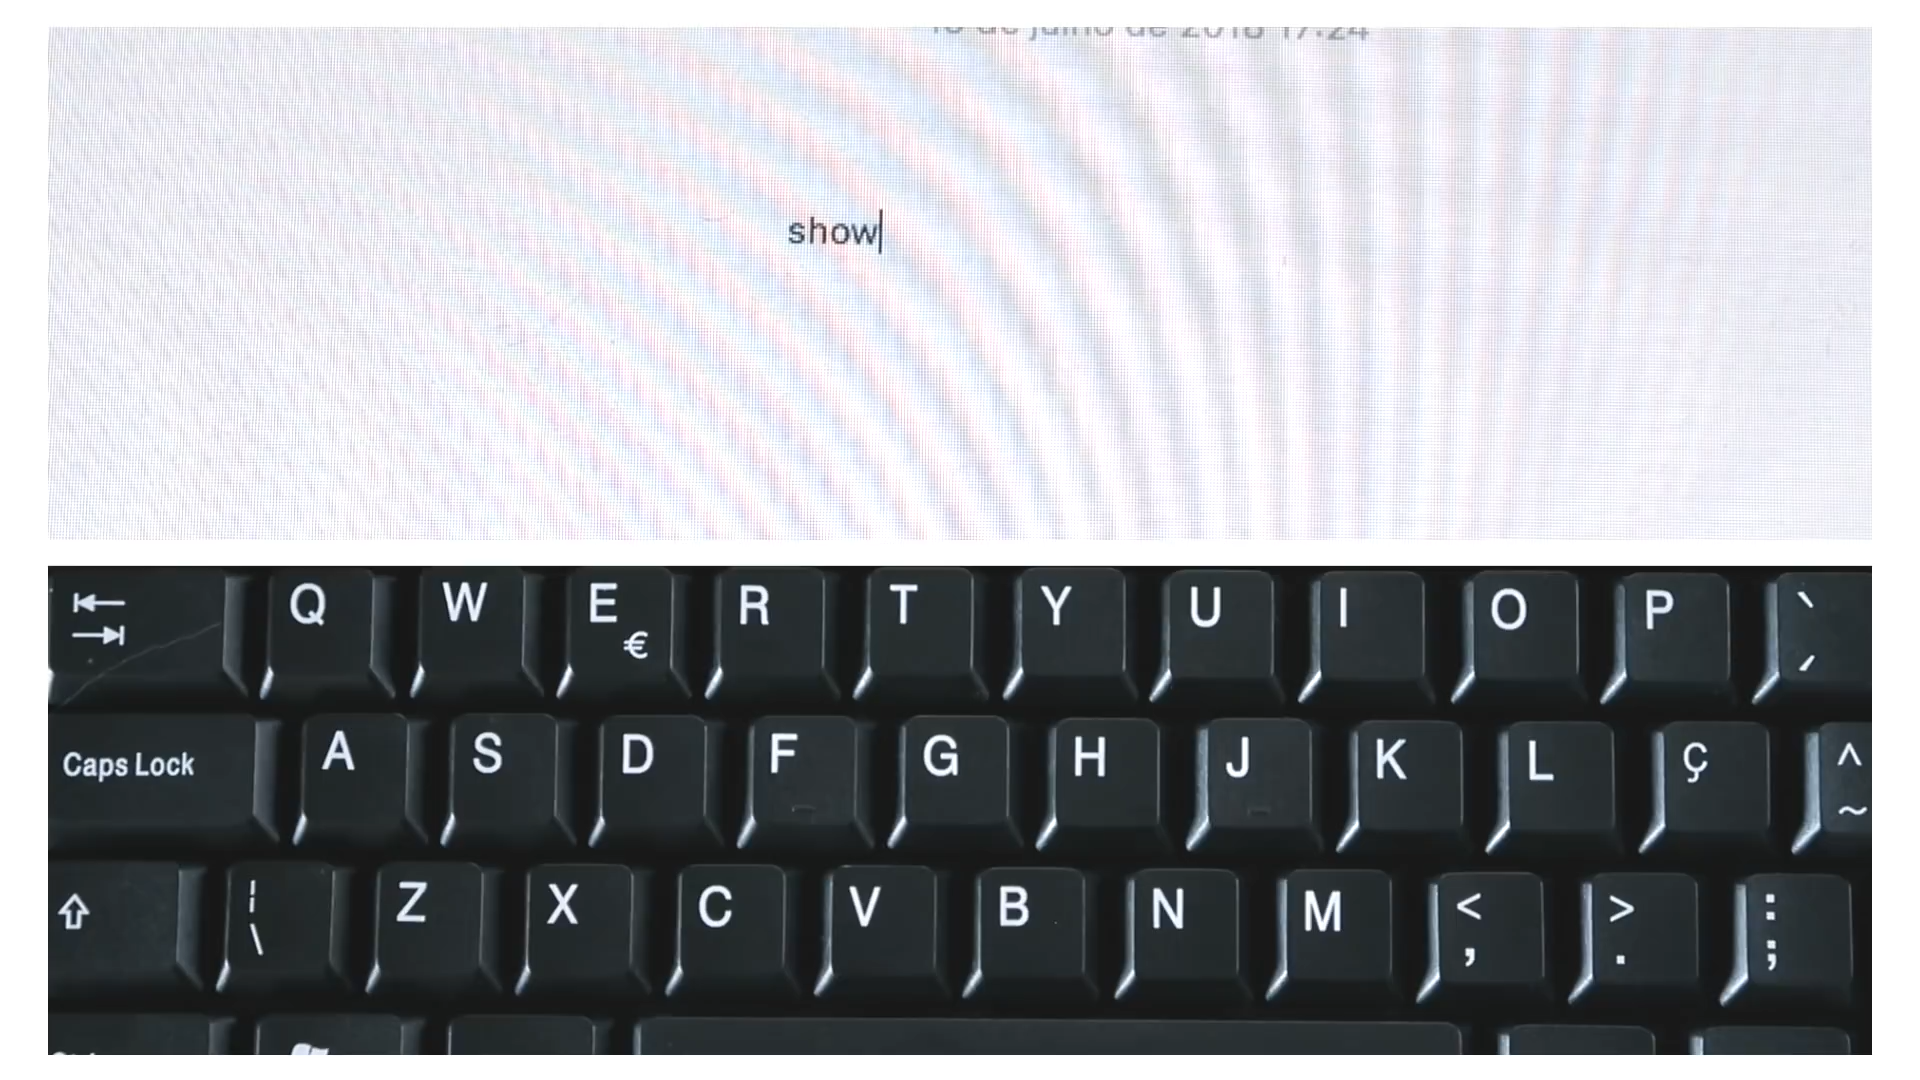 show
Q W E R T Y U I O P ` ´
€
Caps Lock A S D F G H J K L Ç ^ ~
¦ \ Z X C V B N M < , > . : ;